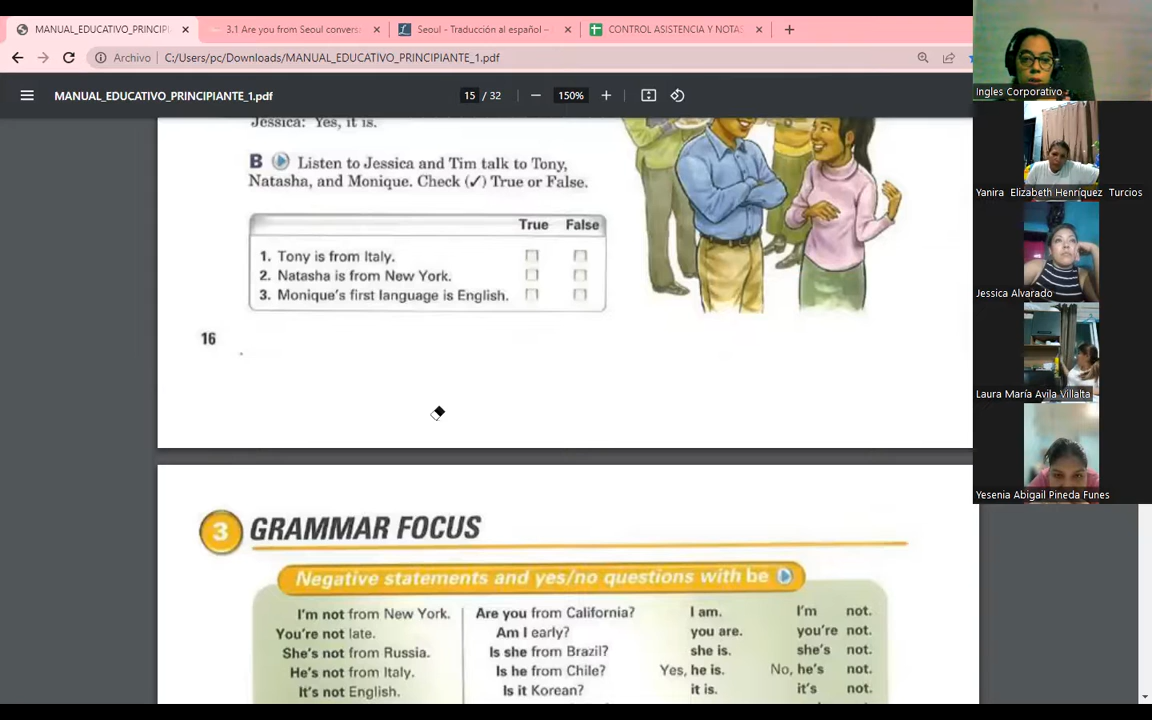 MANUAL_EDUCATIVO_PRINCIPI
3.1 Are you from Seoul convers
Seoul - Traducción al español –
CONTROL ASISTENCIA Y NOTAS
Archivo
C:/Users/pc/Downloads/MANUAL_EDUCATIVO_PRINCIPIANTE_1.pdf
MANUAL_EDUCATIVO_PRINCIPIANTE_1.pdf
15 / 32
150%
Jessica: Yes, it is.
B Listen to Jessica and Tim talk to Tony,
Natasha, and Monique. Check (✓) True or False.
True False
1. Tony is from Italy.
2. Natasha is from New York.
3. Monique's first language is English.
16
3 GRAMMAR FOCUS
Negative statements and yes/no questions with be
I'm not from New York. Are you from California? I am. I'm not.
You're not late. Am I early? you are. you're not.
She's not from Russia. Is she from Brazil? she is. she's not.
He's not from Italy. Is he from Chile? Yes, he is. No, he's not.
It's not English. Is it Korean? it is. it's not.
Ingles Corporativo
Yanira Elizabeth Henríquez Turcios
Jessica Alvarado
Laura María Avila Villalta
Yesenia Abigail Pineda Funes